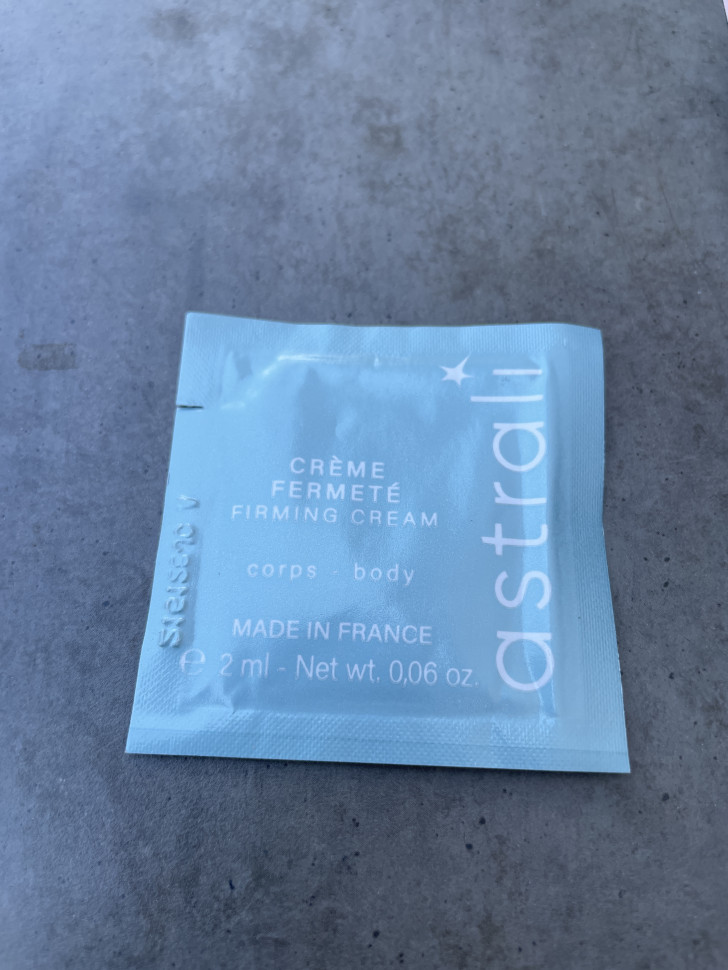 CRÈME
FERMETÉ
FIRMING CREAM
corps - body
MADE IN FRANCE
℮ 2 ml - Net wt. 0,06 oz.
astrali